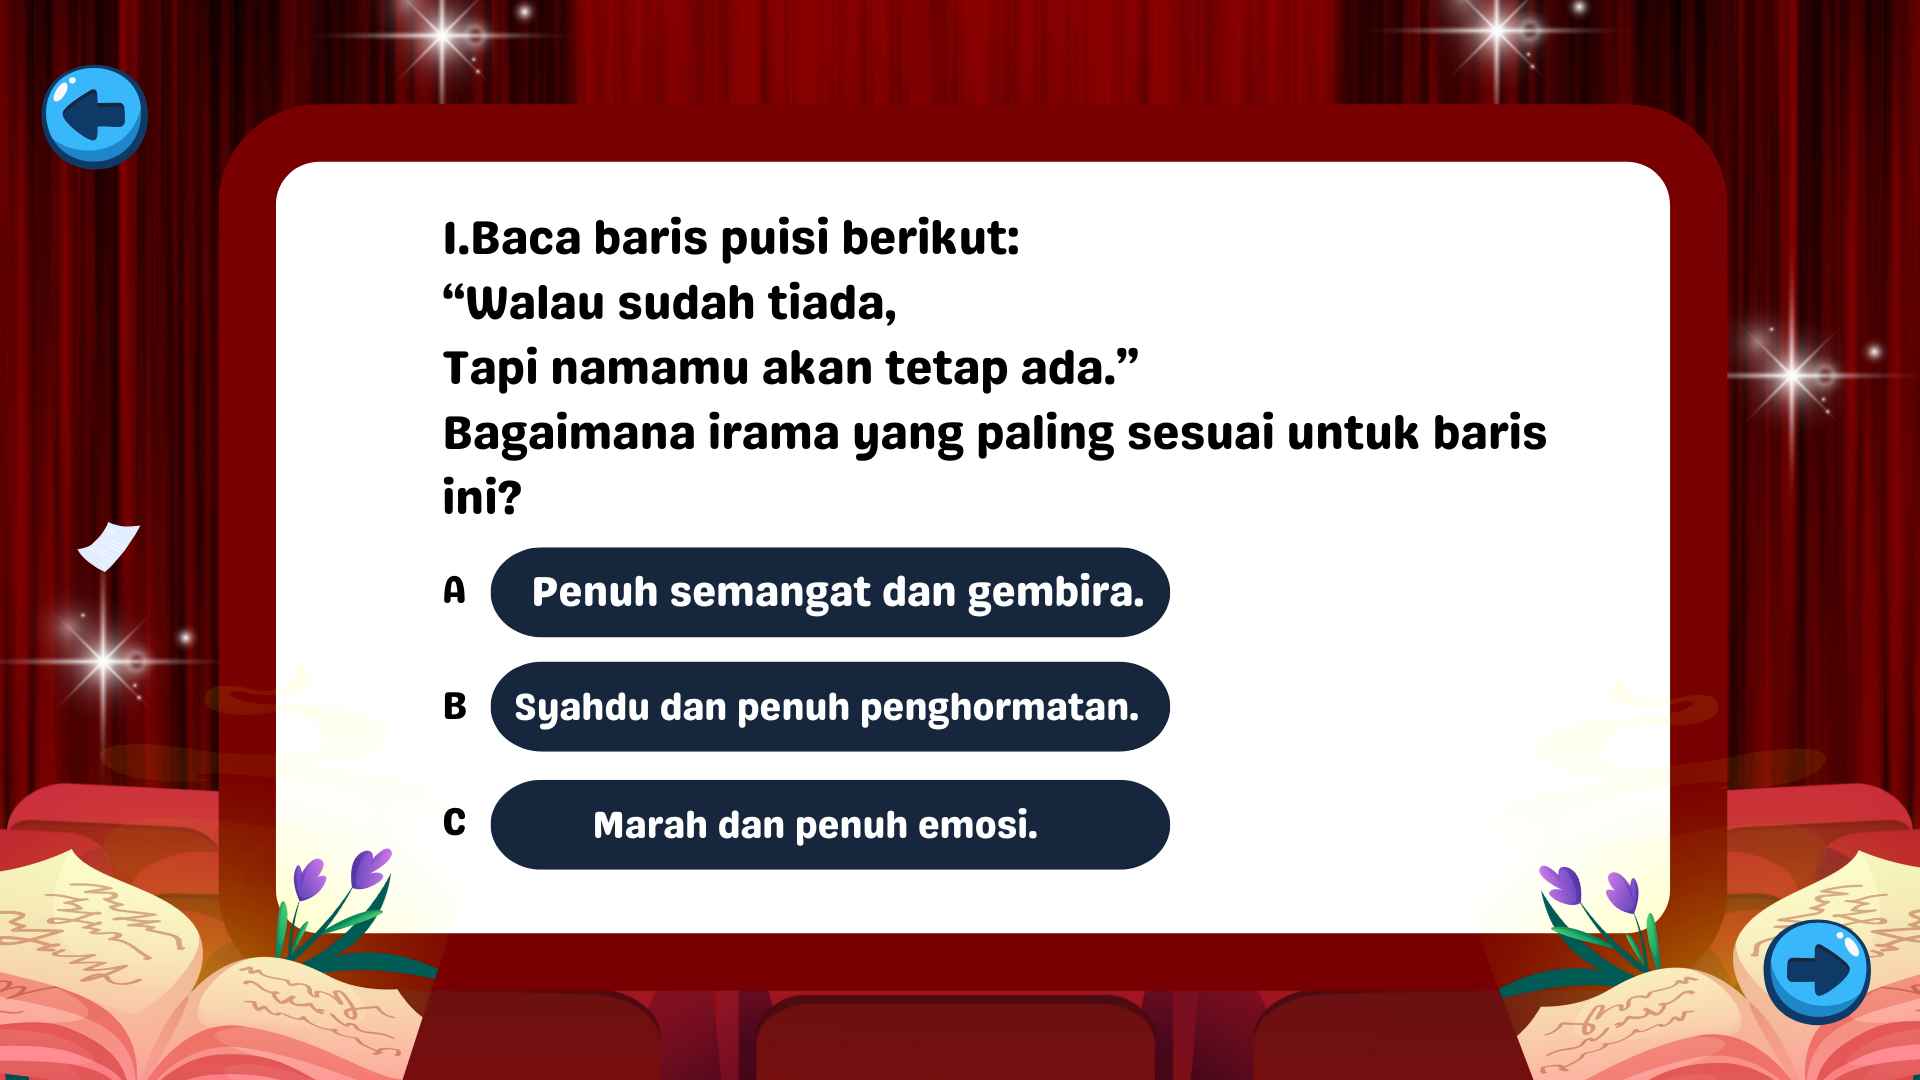 1.Baca baris puisi berikut:
“Walau sudah tiada,
Tapi namamu akan tetap ada.”
Bagaimana irama yang paling sesuai untuk baris
ini?
A Penuh semangat dan gembira.
B Syahdu dan penuh penghormatan.
C Marah dan penuh emosi.